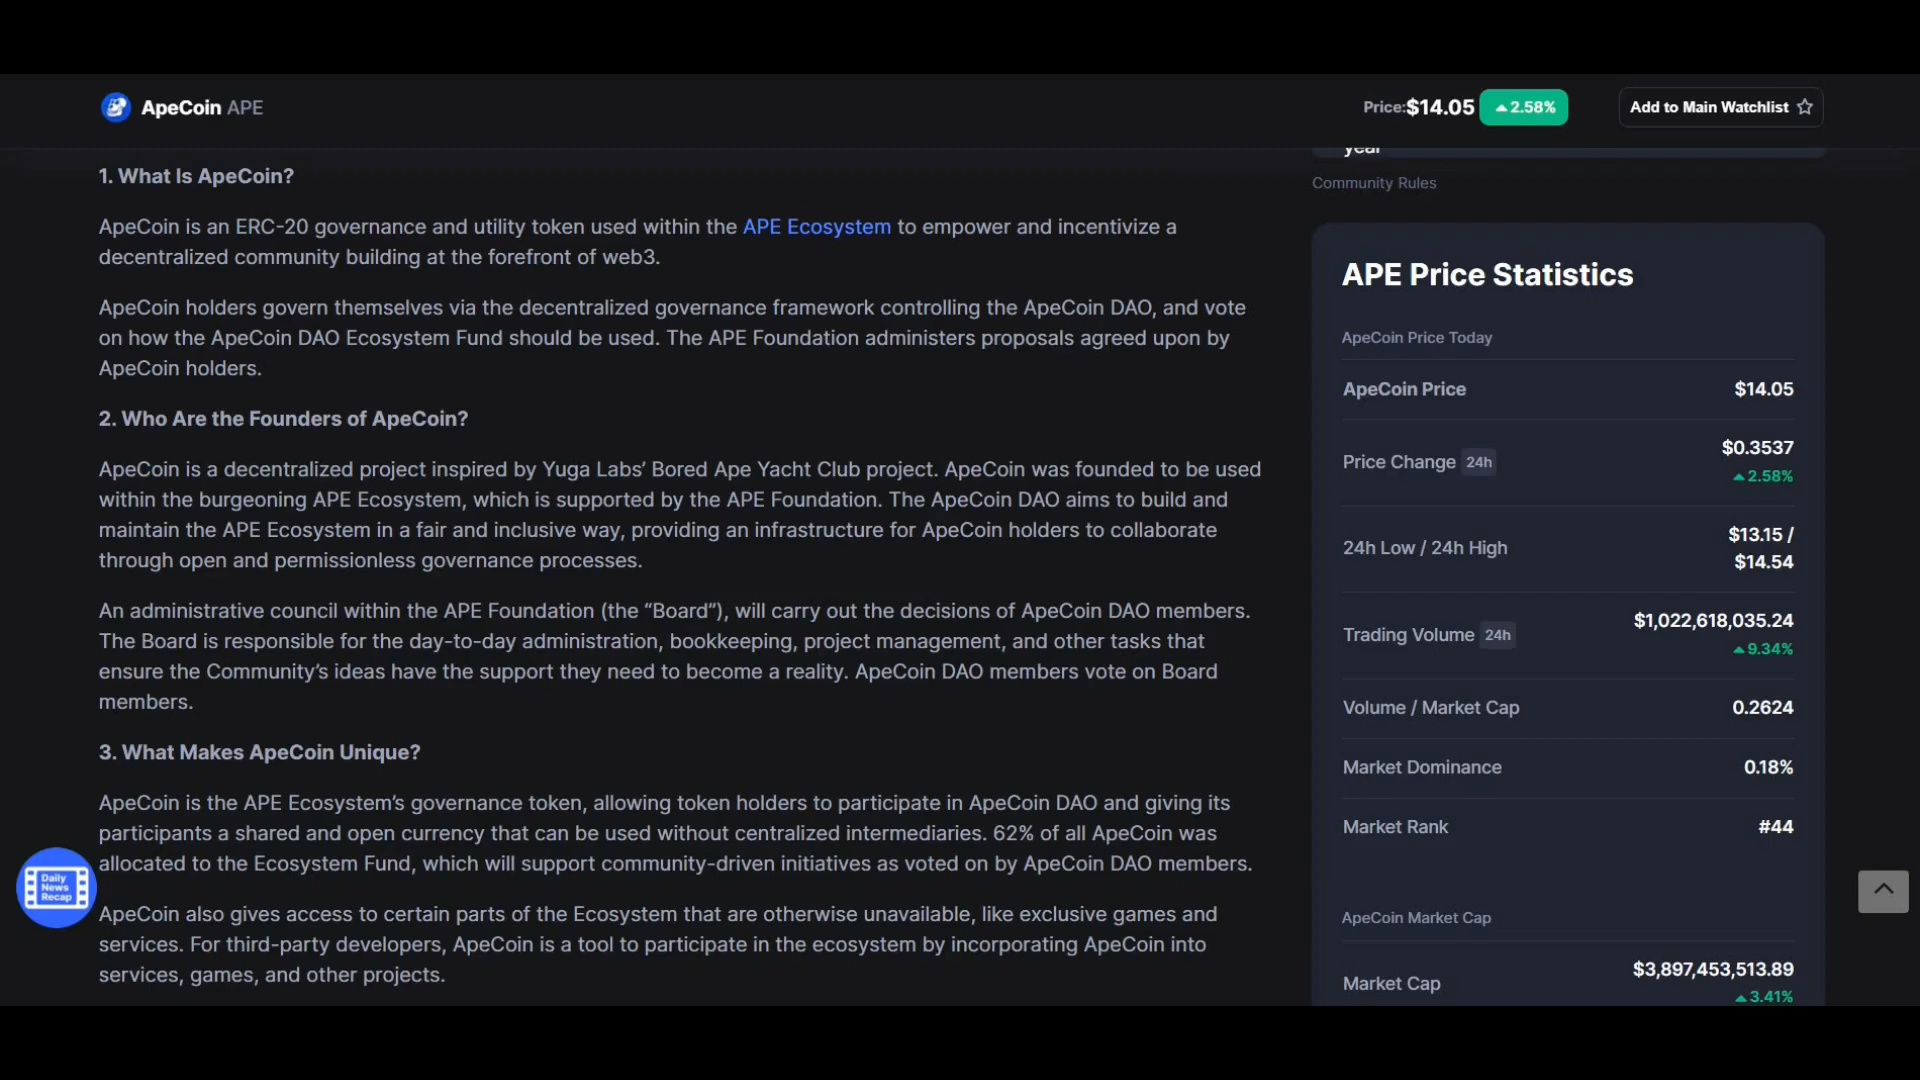 ApeCoin APE
Price:$14.05 2.58%
Add to Main Watchlist
1. What Is ApeCoin?
ApeCoin is an ERC-20 governance and utility token used within the APE Ecosystem to empower and incentivize a
decentralized community building at the forefront of web3.
ApeCoin holders govern themselves via the decentralized governance framework controlling the ApeCoin DAO, and vote
on how the ApeCoin DAO Ecosystem Fund should be used. The APE Foundation administers proposals agreed upon by
ApeCoin holders.
2. Who Are the Founders of ApeCoin?
ApeCoin is a decentralized project inspired by Yuga Labs’ Bored Ape Yacht Club project. ApeCoin was founded to be used
within the burgeoning APE Ecosystem, which is supported by the APE Foundation. The ApeCoin DAO aims to build and
maintain the APE Ecosystem in a fair and inclusive way, providing an infrastructure for ApeCoin holders to collaborate
through open and permissionless governance processes.
An administrative council within the APE Foundation (the “Board”), will carry out the decisions of ApeCoin DAO members.
The Board is responsible for the day-to-day administration, bookkeeping, project management, and other tasks that
ensure the Community’s ideas have the support they need to become a reality. ApeCoin DAO members vote on Board
members.
3. What Makes ApeCoin Unique?
ApeCoin is the APE Ecosystem’s governance token, allowing token holders to participate in ApeCoin DAO and giving its
participants a shared and open currency that can be used without centralized intermediaries. 62% of all ApeCoin was
allocated to the Ecosystem Fund, which will support community-driven initiatives as voted on by ApeCoin DAO members.
ApeCoin also gives access to certain parts of the Ecosystem that are otherwise unavailable, like exclusive games and
services. For third-party developers, ApeCoin is a tool to participate in the ecosystem by incorporating ApeCoin into
services, games, and other projects.
Daily
News
Recap
year
Community Rules
APE Price Statistics
ApeCoin Price Today
ApeCoin Price $14.05
Price Change 24h $0.3537
2.58%
24h Low / 24h High $13.15 /
$14.54
Trading Volume 24h $1,022,618,035.24
9.34%
Volume / Market Cap 0.2624
Market Dominance 0.18%
Market Rank #44
ApeCoin Market Cap
Market Cap $3,897,453,513.89
3.41%